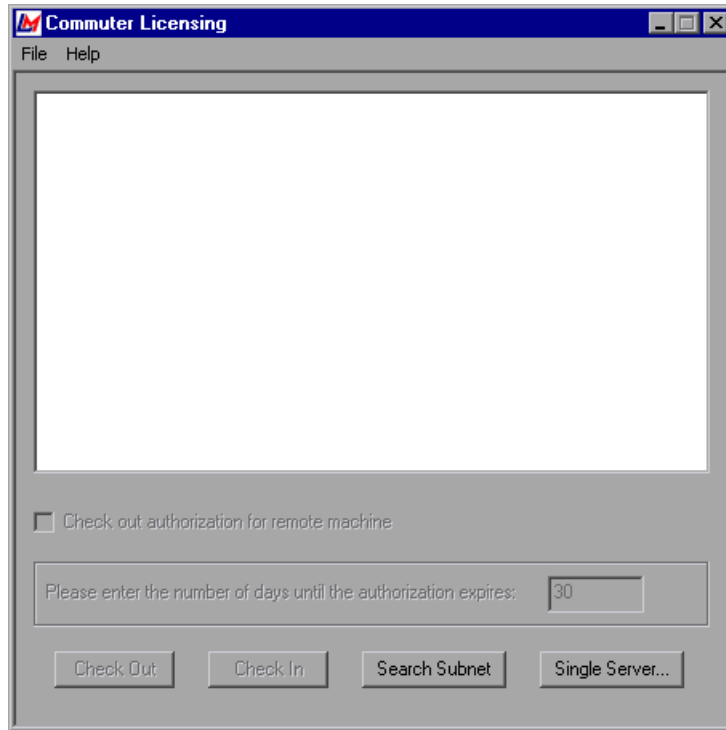 Commuter Licensing
File Help
Check out authorization for remote machine
Please enter the number of days until the authorization expires: 30
Check Out Check In Search Subnet Single Server...